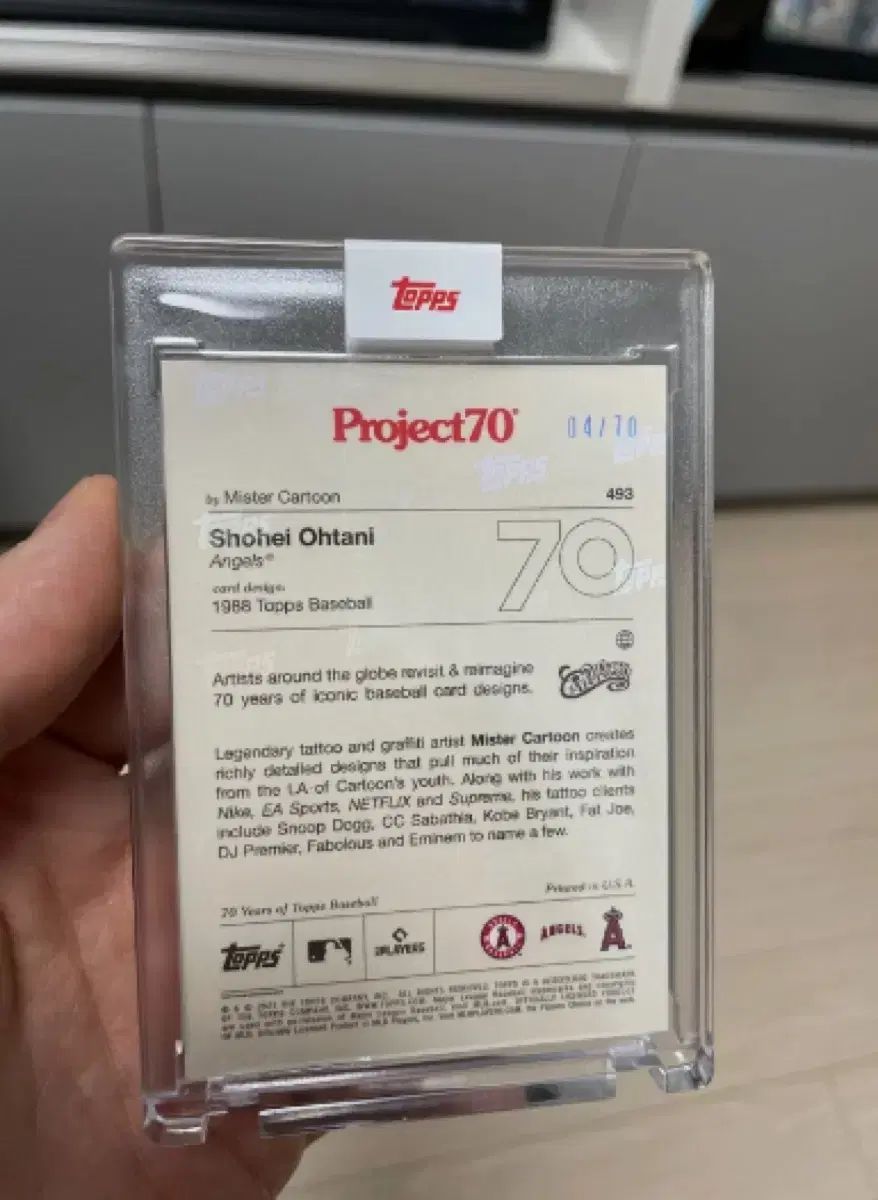 Topps
Project70®
04/70
by Mister Cartoon
493
Shohei Ohtani
Angels®
70
card design:
1988 Topps Baseball
Artists around the globe revisit & reimagine
70 years of iconic baseball card designs.
Legendary tattoo and graffiti artist Mister Cartoon creates
richly detailed designs that pull much of their inspiration
from the LA of Cartoon's youth. Along with his work with
Nike, EA Sports, NETFLIX and Supreme, his tattoo clients
include Snoop Dogg, CC Sabathia, Kobe Bryant, Fat Joe,
DJ Premier, Fabolous and Eminem to name a few.
Printed in U.S.A.
70 Years of Topps Baseball
Topps
PLAYERS
A
ANGELS
A